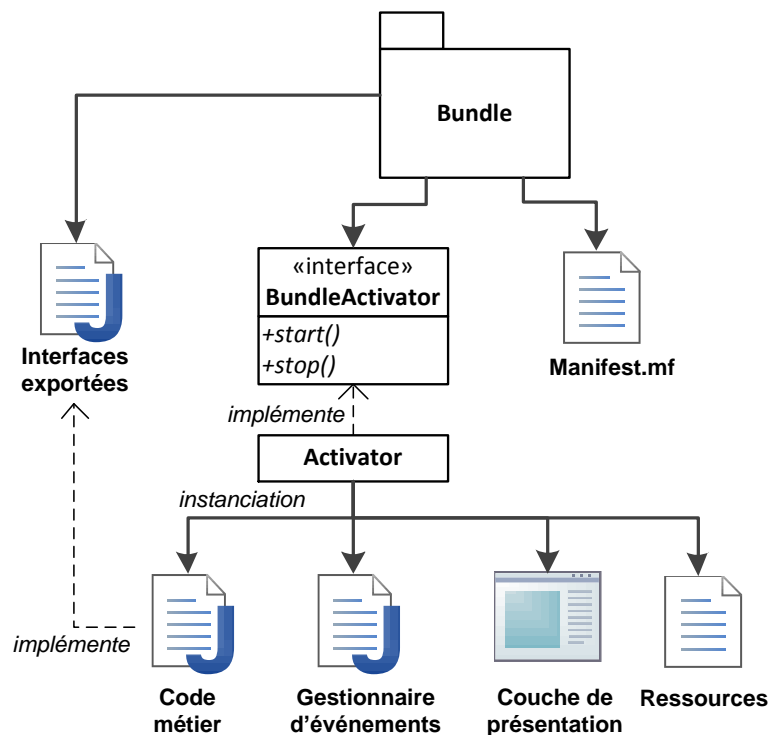 Bundle
«interface»
BundleActivator
+start()
+stop()
Interfaces
exportées
Manifest.mf
implémente
Activator
instanciation
implémente
Code
métier
Gestionnaire
d'événements
Couche de
présentation
Ressources